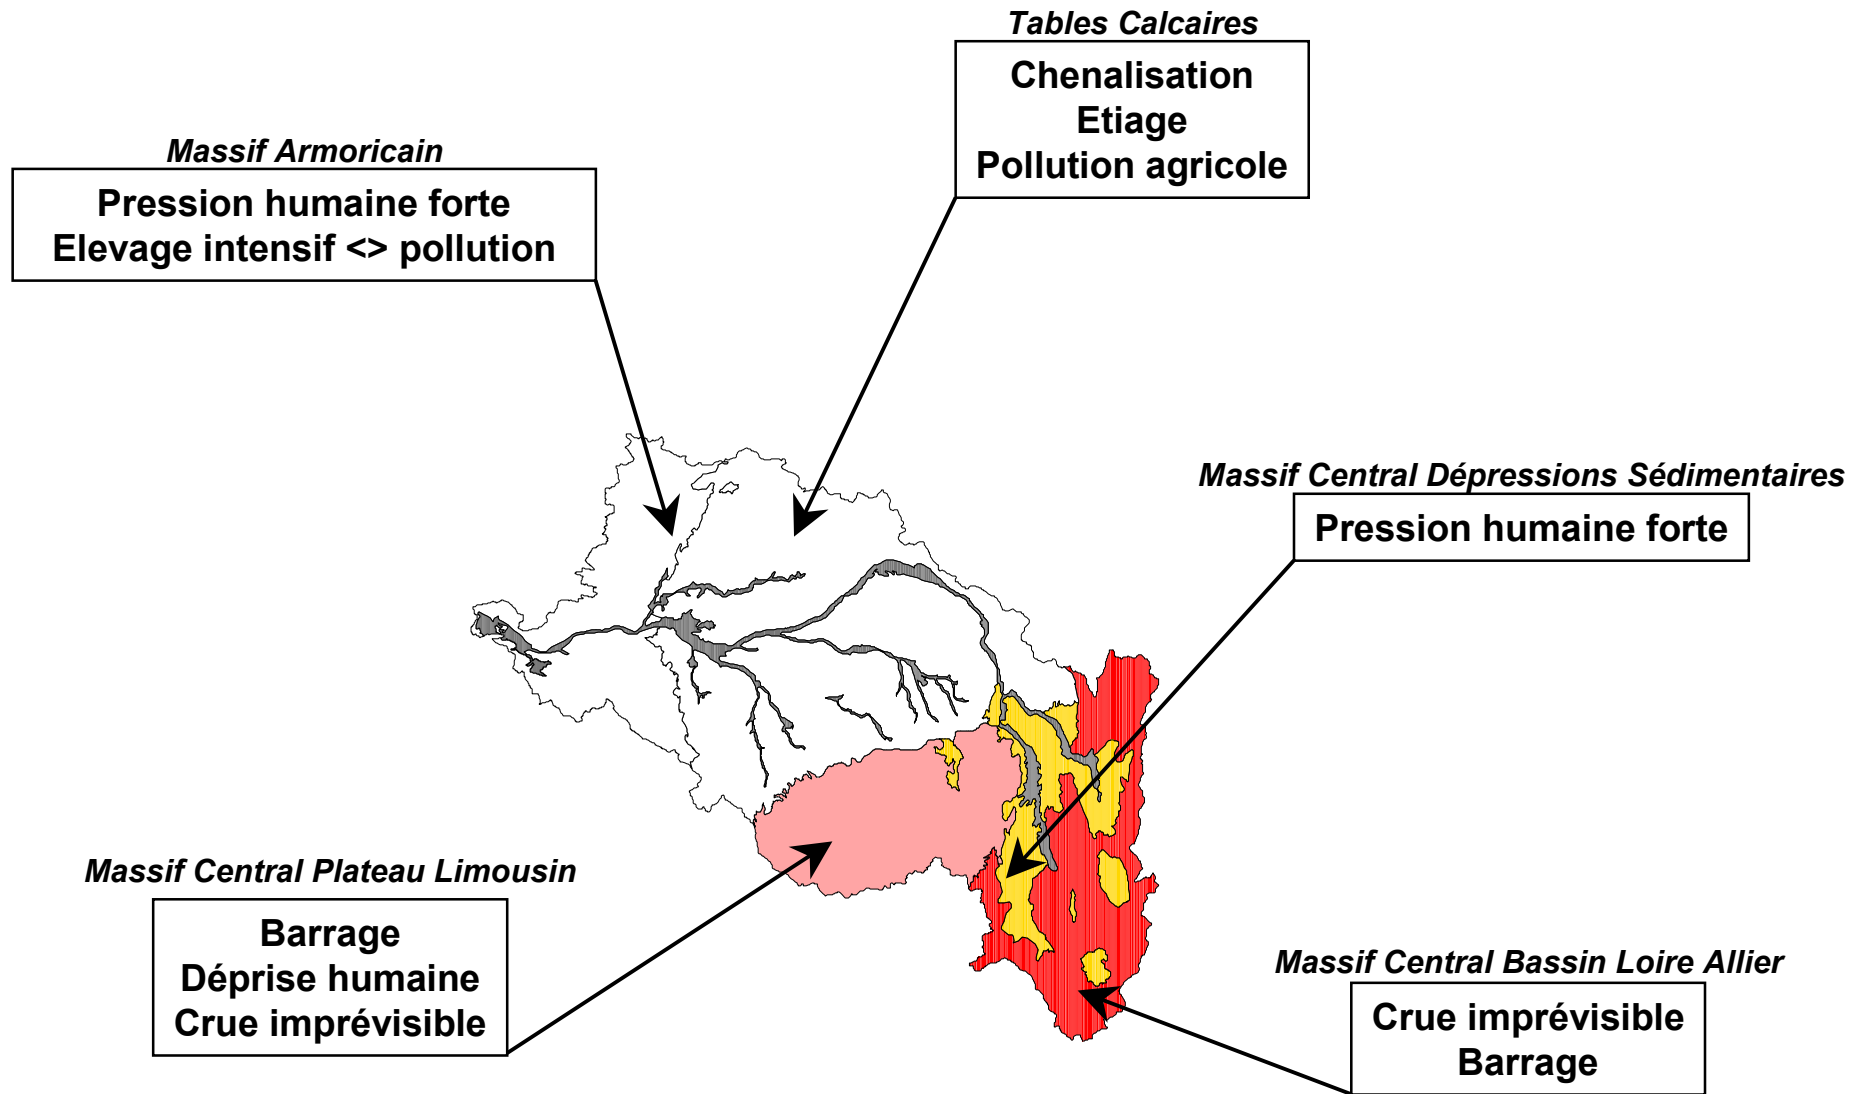 Tables Calcaires
Chenalisation
Etiage
Pollution agricole
Massif Armoricain
Pression humaine forte
Elevage intensif <> pollution
Massif Central Dépressions Sédimentaires
Pression humaine forte
Massif Central Plateau Limousin
Barrage
Déprise humaine
Crue imprévisible
Massif Central Bassin Loire Allier
Crue imprévisible
Barrage